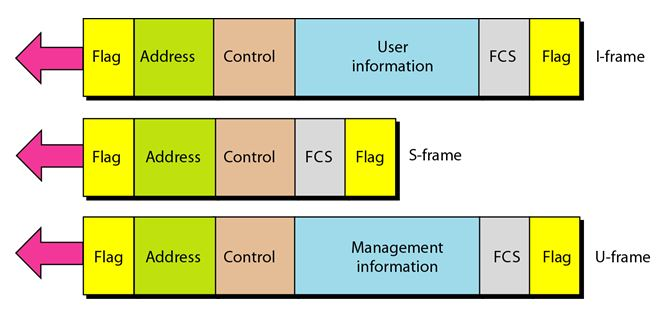 Flag Address Control User information FCS Flag I-frame
Flag Address Control FCS Flag S-frame
Flag Address Control Management information FCS Flag U-frame